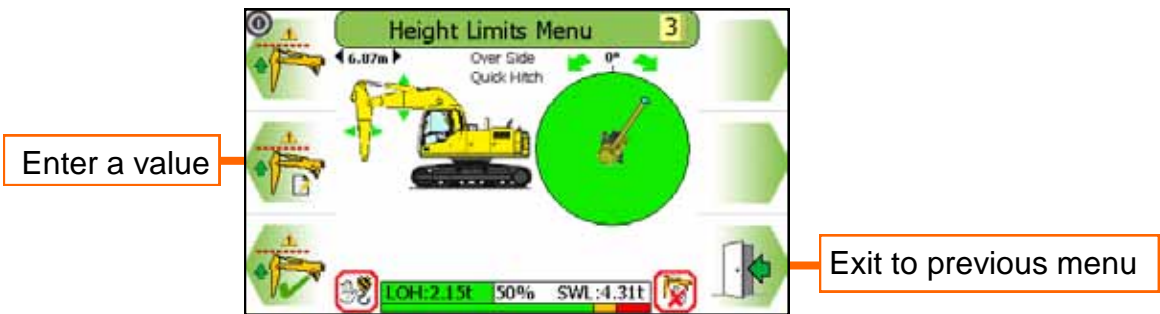 Height Limits Menu 3
6.07m
Over Side
Quick Hitch
0°
Enter a value
Exit to previous menu
LOH:2.15t 50% SWL:4.31t